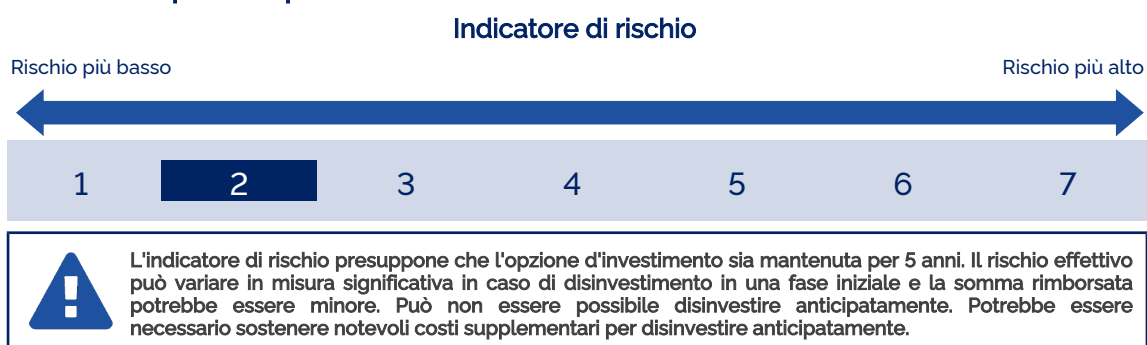 Indicatore di rischio
Rischio più basso
Rischio più alto
1 2 3 4 5 6 7
L'indicatore di rischio presuppone che l'opzione d'investimento sia mantenuta per 5 anni. Il rischio effettivo
può variare in misura significativa in caso di disinvestimento in una fase iniziale e la somma rimborsata
potrebbe essere minore. Può non essere possibile disinvestire anticipatamente. Potrebbe essere
necessario sostenere notevoli costi supplementari per disinvestire anticipatamente.